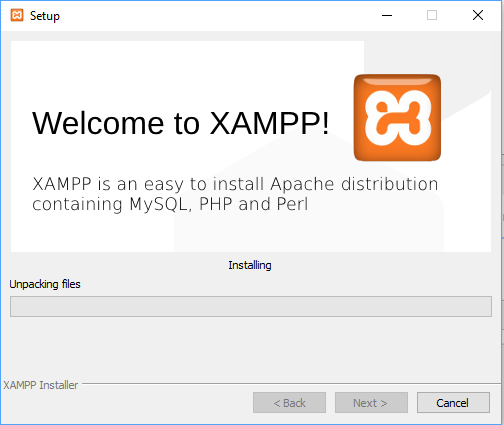 Setup
Welcome to XAMPP!
XAMPP is an easy to install Apache distribution
containing MySQL, PHP and Perl
Installing
Unpacking files
XAMPP Installer
< Back
Next >
Cancel